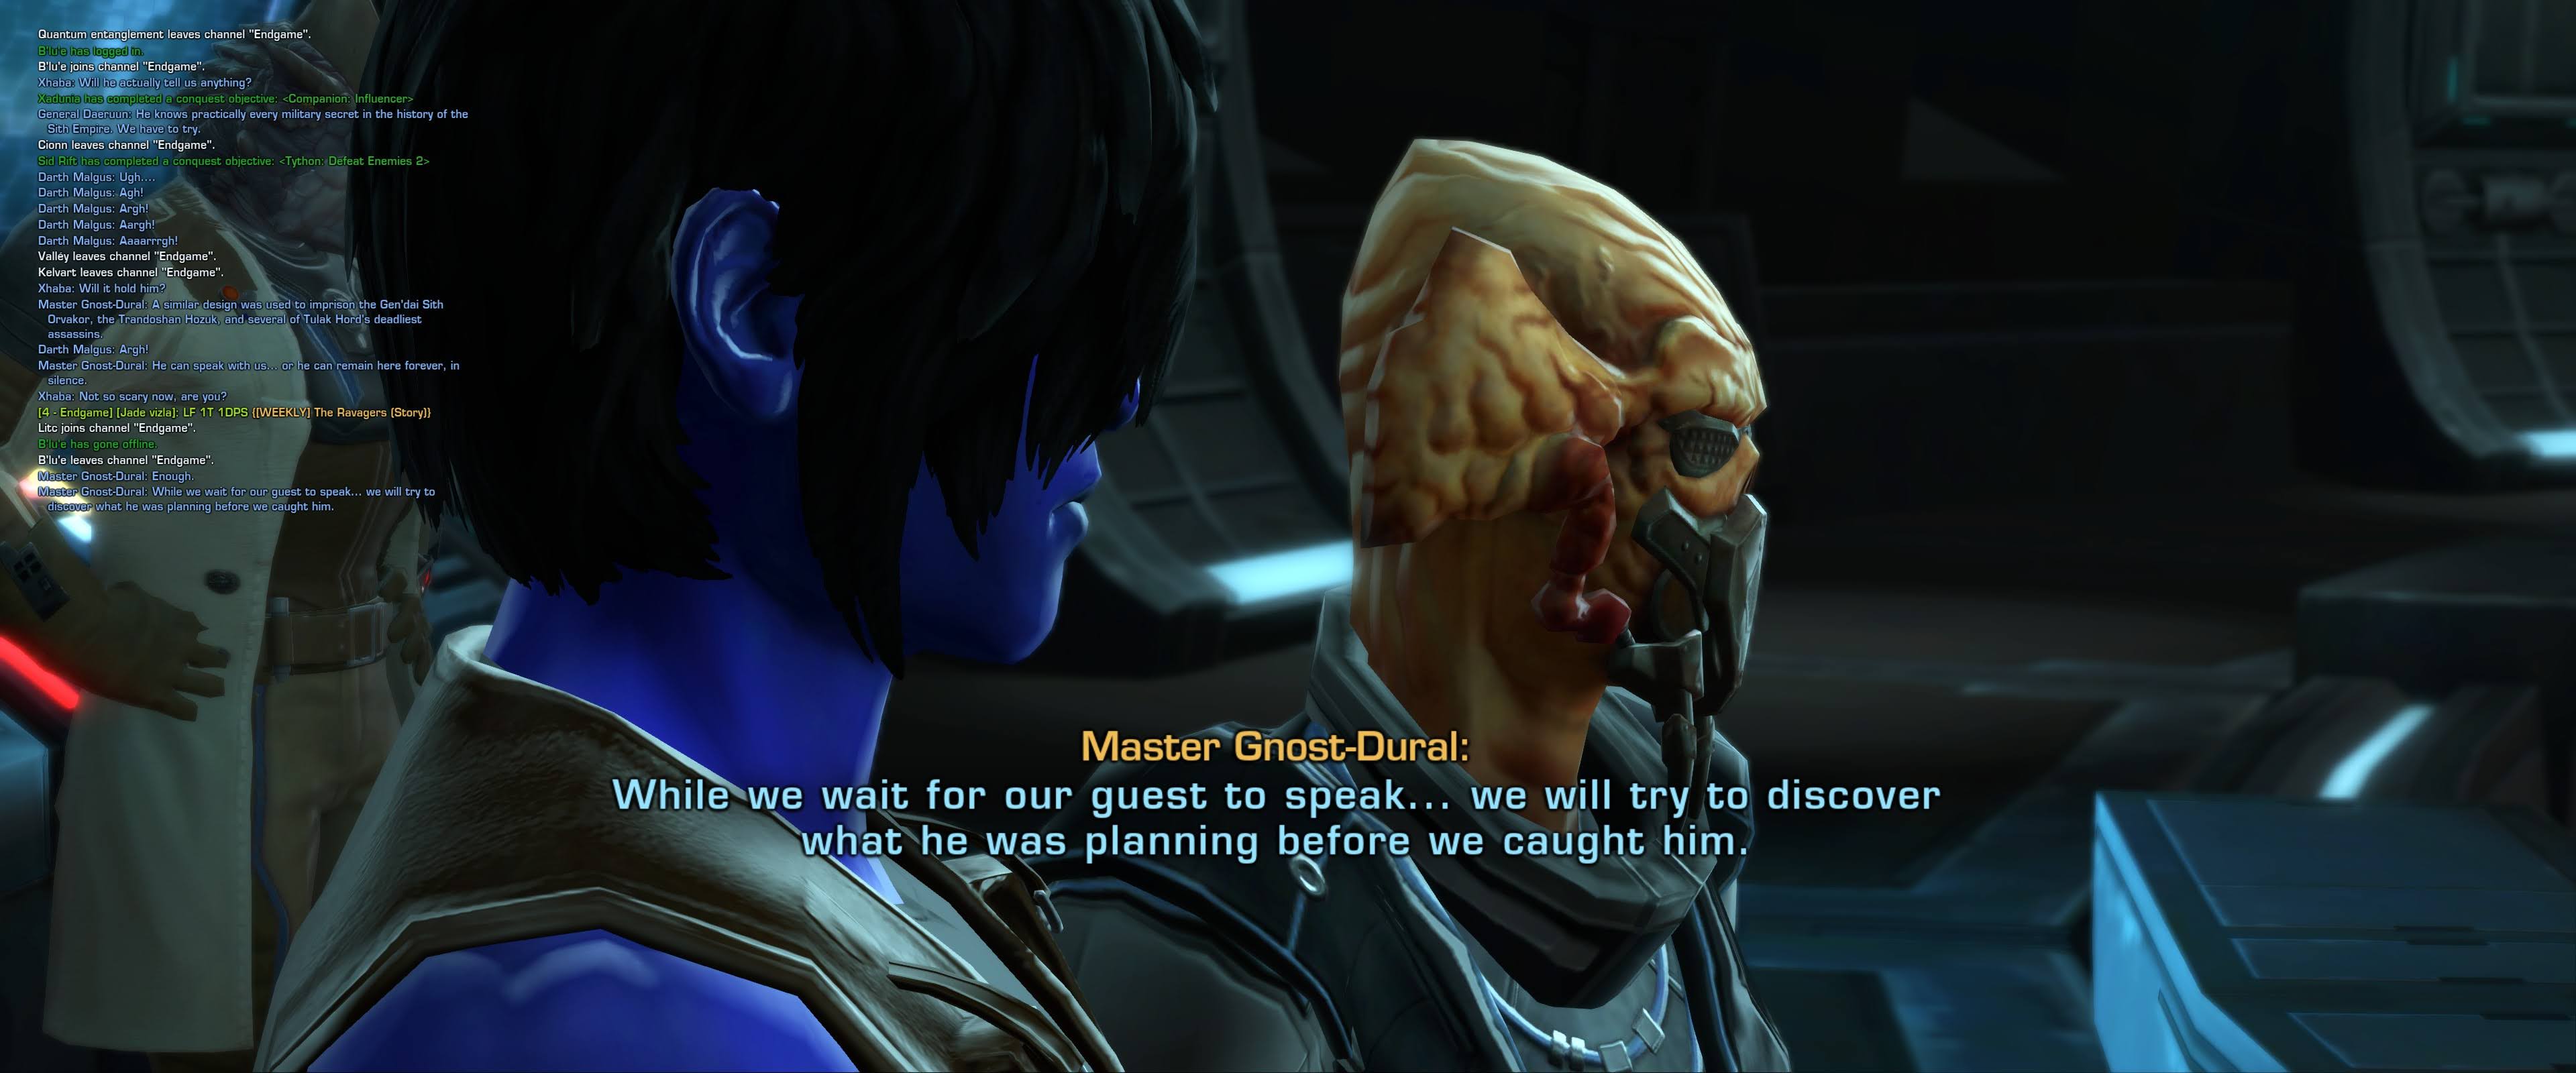 Quantum entanglement leaves channel "Endgame".
B'lu'e has logged in.
B'lu'e joins channel "Endgame".
Xhaba: Will he actually tell us anything?
Xadunia has completed a conquest objective: <Companion: Influencer>
General Daeruun: He knows practically every military secret in the history of the
Sith Empire. We have to try.
Cionn leaves channel "Endgame".
Sid Rift has completed a conquest objective: <Tython: Defeat Enemies 2>
Darth Malgus: Ugh....
Darth Malgus: Agh!
Darth Malgus: Argh!
Darth Malgus: Aargh!
Darth Malgus: Aaaarrrgh!
Valléy leaves channel "Endgame".
Kelvart leaves channel "Endgame".
Xhaba: Will it hold him?
Master Gnost-Dural: A similar design was used to imprison the Gen'dai Sith
Orvakor, the Trandoshan Hozuk, and several of Tulak Hord's deadliest
assassins.
Darth Malgus: Argh!
Master Gnost-Dural: He can speak with us... or he can remain here forever, in
silence.
Xhaba: Not so scary now, are you?
[4 - Endgame] [Jade vizla]: LF 1T 1DPS {[WEEKLY] The Ravagers (Story)}
Litc joins channel "Endgame".
B'lu'e has gone offline.
B'lu'e leaves channel "Endgame".
Master Gnost-Dural: Enough.
Master Gnost-Dural: While we wait for our guest to speak... we will try to
discover what he was planning before we caught him.
Master Gnost-Dural:
While we wait for our guest to speak... we will try to discover
what he was planning before we caught him.